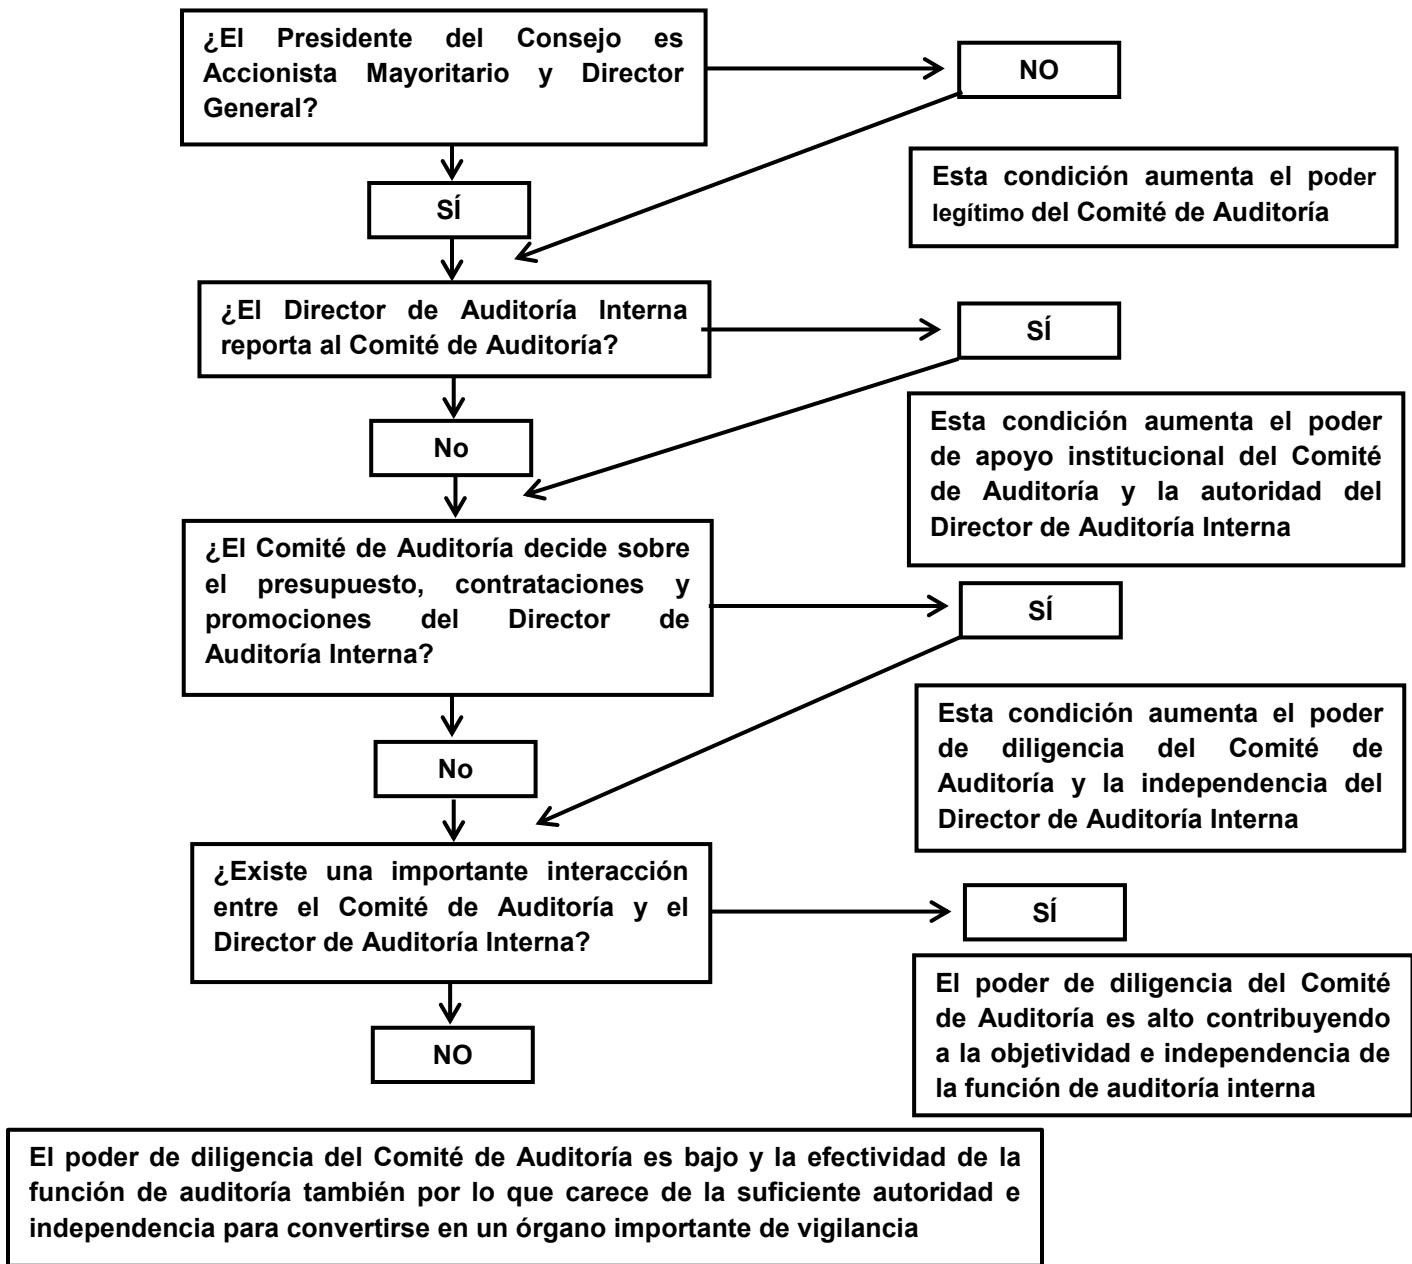 ¿El Presidente del Consejo es
Accionista Mayoritario y Director
General?
NO
Esta condición aumenta el poder
legítimo del Comité de Auditoría
SÍ
¿El Director de Auditoría Interna
reporta al Comité de Auditoría?
SÍ
Esta condición aumenta el poder
de apoyo institucional del Comité
de Auditoría y la autoridad del
Director de Auditoría Interna
No
¿El Comité de Auditoría decide sobre
el presupuesto, contrataciones y
promociones del Director de
Auditoría Interna?
SÍ
Esta condición aumenta el poder
de diligencia del Comité de
Auditoría y la independencia del
Director de Auditoría Interna
No
¿Existe una importante interacción
entre el Comité de Auditoría y el
Director de Auditoría Interna?
SÍ
El poder de diligencia del Comité
de Auditoría es alto contribuyendo
a la objetividad e independencia de
la función de auditoría interna
NO
El poder de diligencia del Comité de Auditoría es bajo y la efectividad de la
función de auditoría también por lo que carece de la suficiente autoridad e
independencia para convertirse en un órgano importante de vigilancia